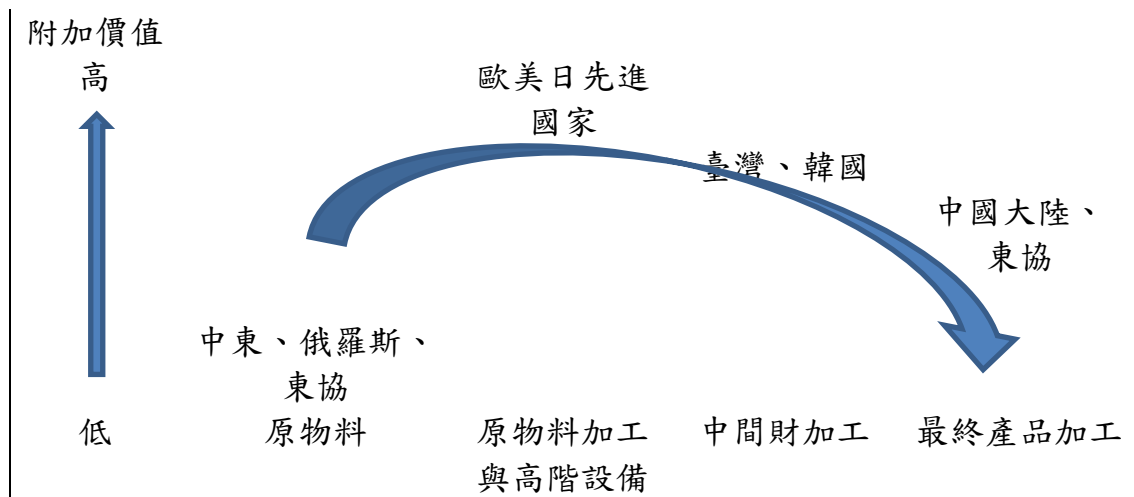 附加價值
高
歐美日先進
國家
臺灣、韓國
中國大陸、
東協
中東、俄羅斯、
東協
低
原物料
原物料加工
與高階設備
中間財加工
最終產品加工